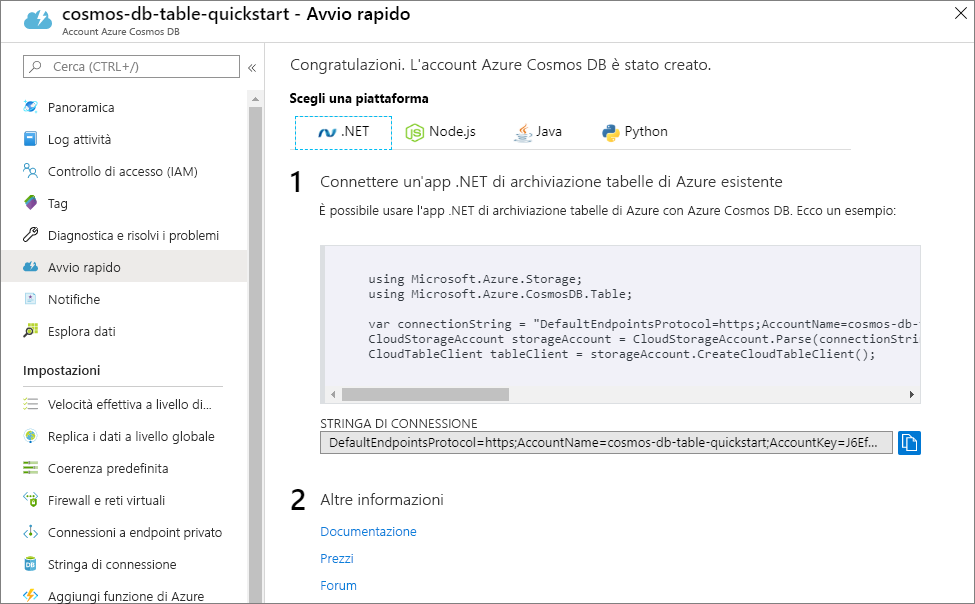 cosmos-db-table-quickstart - Avvio rapido
Account Azure Cosmos DB
Cerca (CTRL+/)
«
Panoramica
Log attività
Controllo di accesso (IAM)
Tag
Diagnostica e risolvi i problemi
Avvio rapido
Notifiche
Esplora dati
Impostazioni
Velocità effettiva a livello di...
Replica i dati a livello globale
Coerenza predefinita
Firewall e reti virtuali
Connessioni a endpoint privato
Stringa di connessione
Aggiungi funzione di Azure
Congratulazioni. L'account Azure Cosmos DB è stato creato.
Scegli una piattaforma
.NET
Node.js
Java
Python
1 Connettere un'app .NET di archiviazione tabelle di Azure esistente
È possibile usare l'app .NET di archiviazione tabelle di Azure con Azure Cosmos DB. Ecco un esempio:
using Microsoft.Azure.Storage;
using Microsoft.Azure.CosmosDB.Table;
var connectionString = "DefaultEndpointsProtocol=https;AccountName=cosmos-db-
CloudStorageAccount storageAccount = CloudStorageAccount.Parse(connectionStri
CloudTableClient tableClient = storageAccount.CreateCloudTableClient();
STRINGA DI CONNESSIONE
DefaultEndpointsProtocol=https;AccountName=cosmos-db-table-quickstart;AccountKey=J6Ef...
2 Altre informazioni
Documentazione
Prezzi
Forum